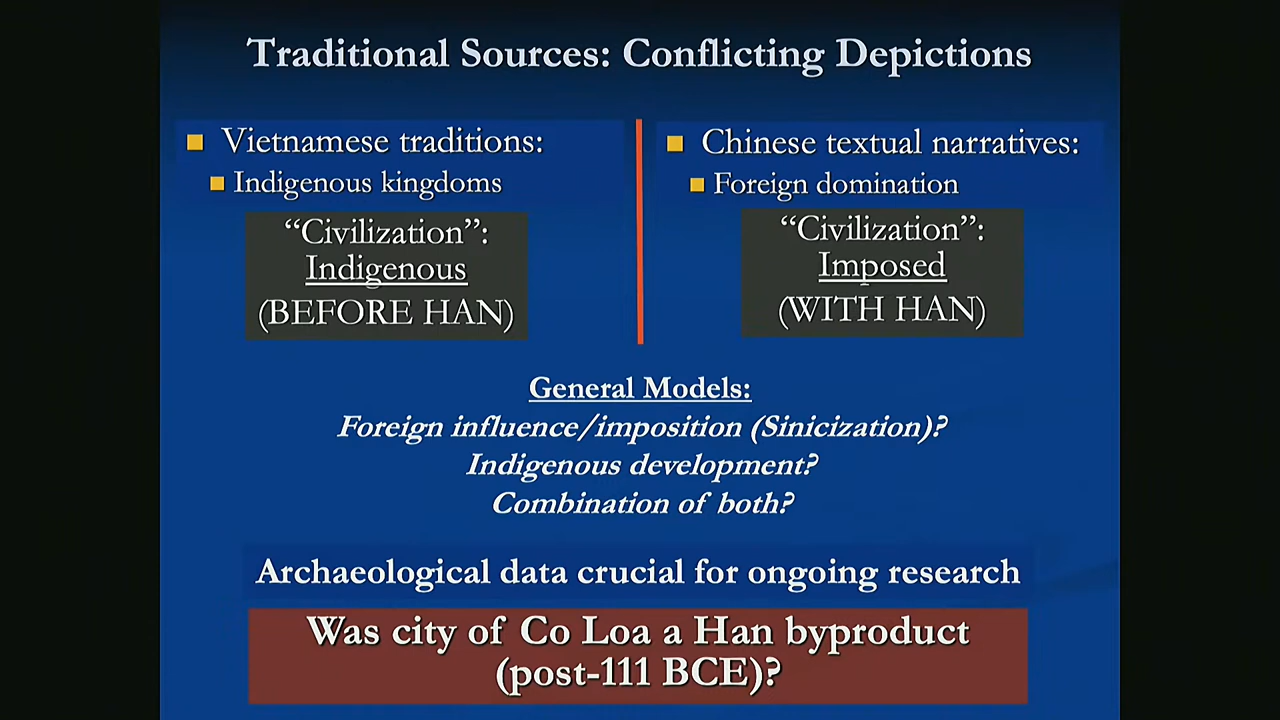 Traditional Sources: Conflicting Depictions
Vietnamese traditions:
Indigenous kingdoms
“Civilization”:
Indigenous
(BEFORE HAN)
Chinese textual narratives:
Foreign domination
“Civilization”:
Imposed
(WITH HAN)
General Models:
Foreign influence/imposition (Sinicization)?
Indigenous development?
Combination of both?
Archaeological data crucial for ongoing research
Was city of Co Loa a Han byproduct
(post-111 BCE)?